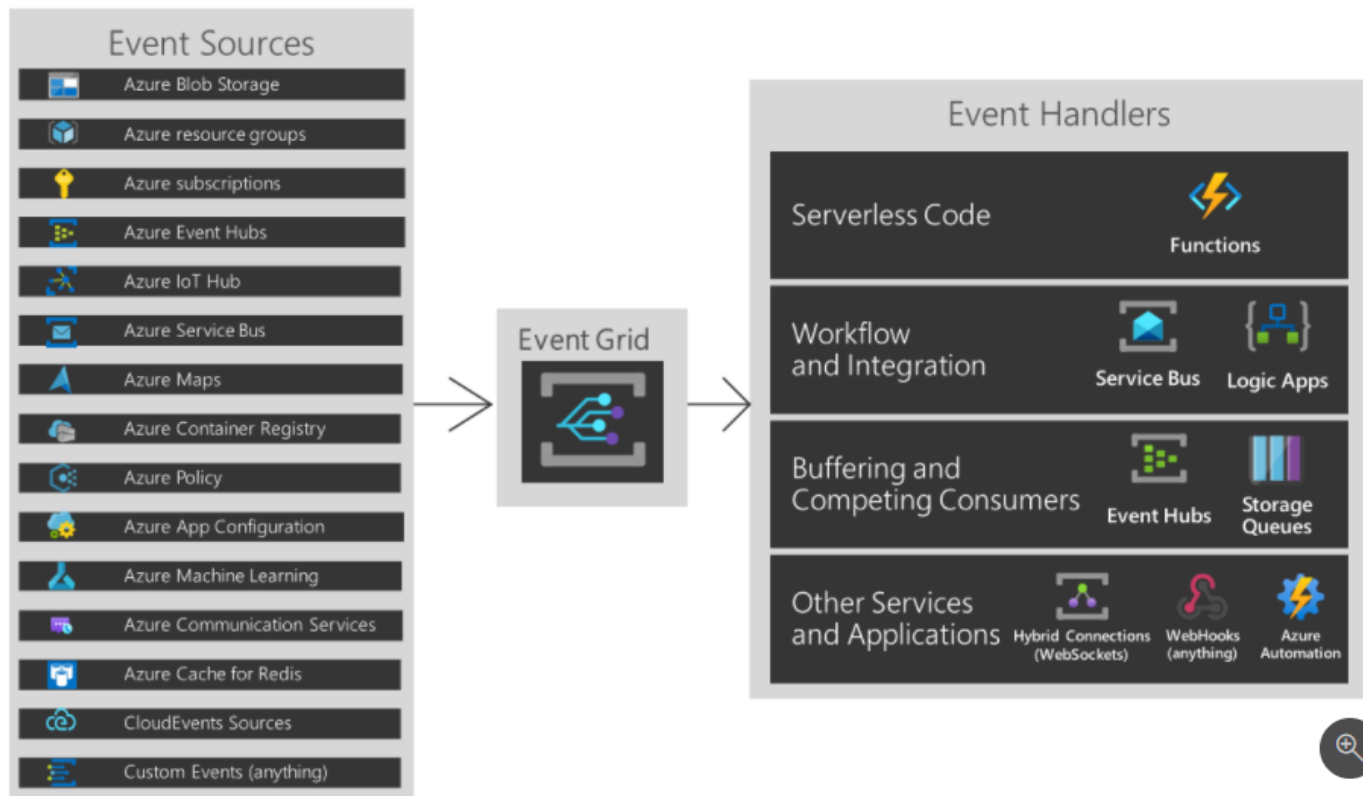 Event Sources
Azure Blob Storage
Azure resource groups
Azure subscriptions
Azure Event Hubs
Azure IoT Hub
Azure Service Bus
Azure Maps
Azure Container Registry
Azure Policy
Azure App Configuration
Azure Machine Learning
Azure Communication Services
Azure Cache for Redis
CloudEvents Sources
Custom Events (anything)
Event Grid
Event Handlers
Serverless Code
Functions
Workflow
and Integration
Service Bus
Logic Apps
Buffering and
Competing Consumers
Event Hubs
Storage
Queues
Other Services
and Applications
Hybrid Connections
(WebSockets)
WebHooks
(anything)
Azure
Automation